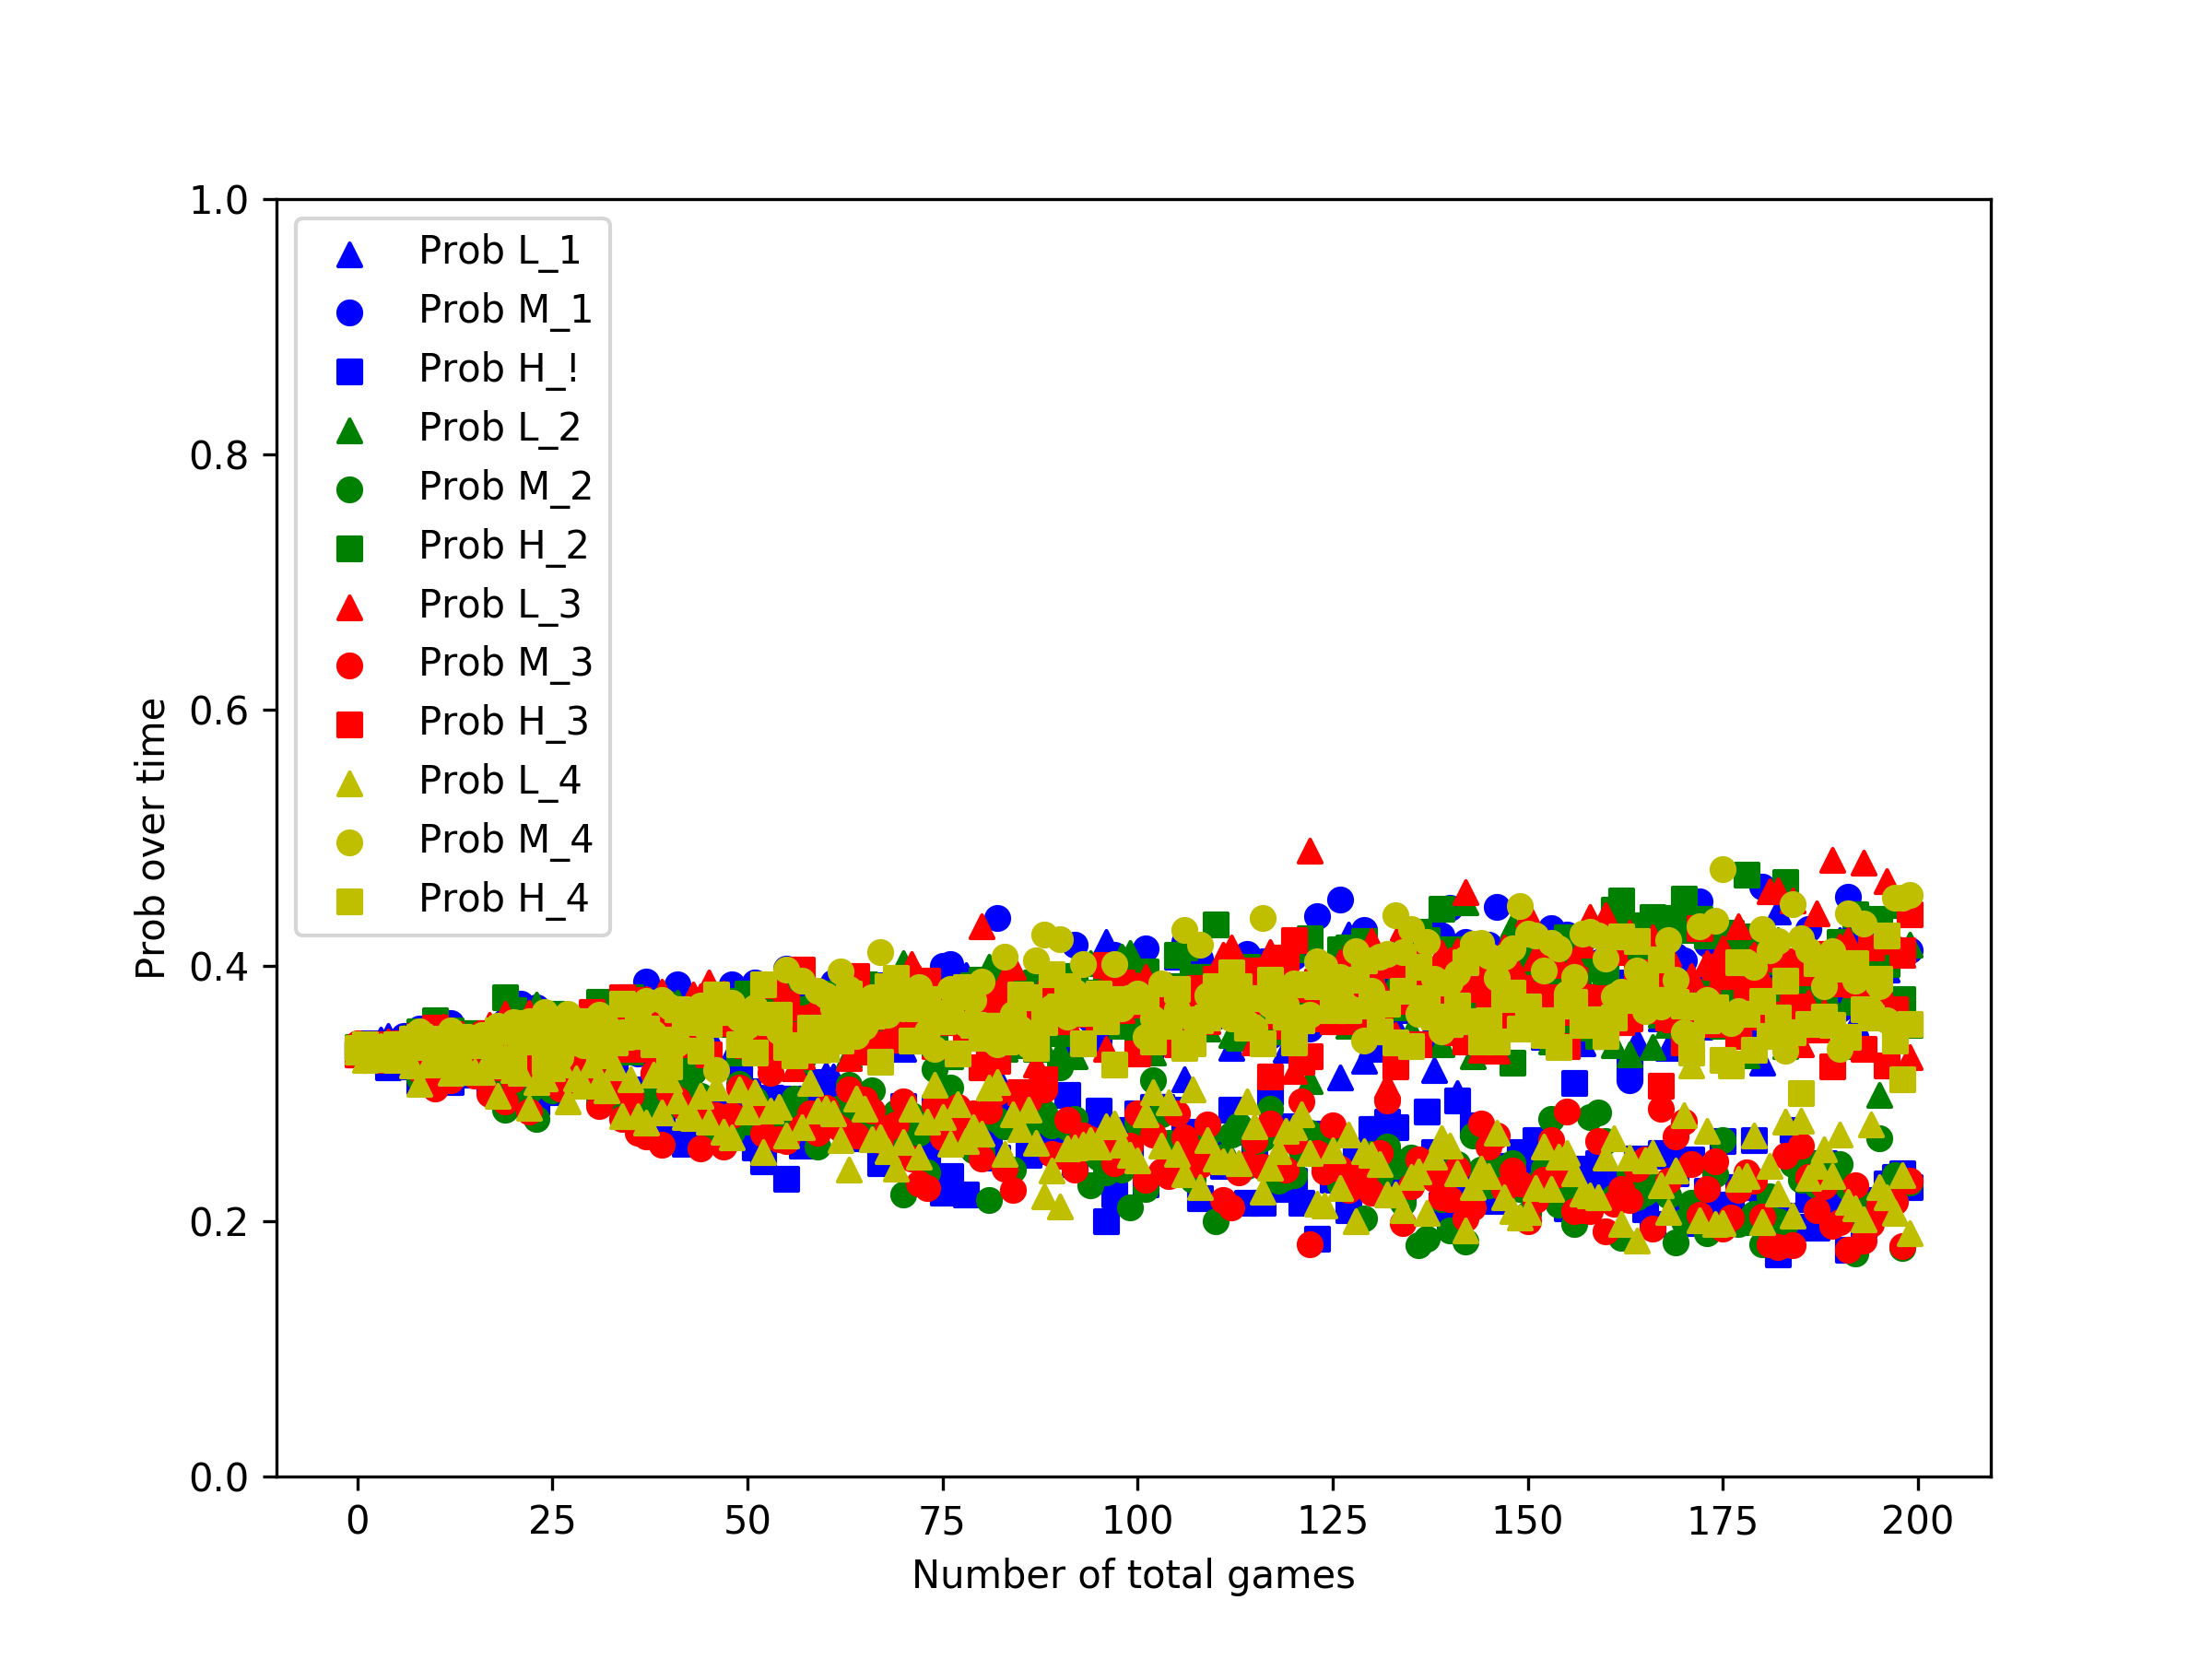 1.0
0.8
0.6
0.4
0.2
0.0
Prob over time
Prob L_1
Prob M_1
Prob H_!
Prob L_2
Prob M_2
Prob H_2
Prob L_3
Prob M_3
Prob H_3
Prob L_4
Prob M_4
Prob H_4
0 25 50 75 100 125 150 175 200
Number of total games